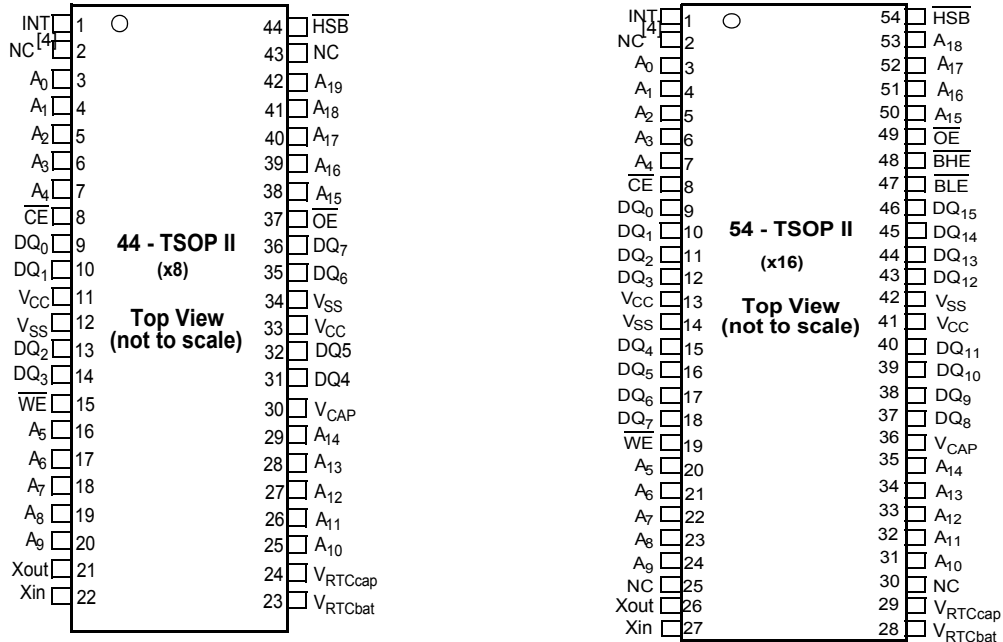 INT 1 44 H̅S̅B̅
NC[4] 2 43 NC
A0 3 42 A19
A1 4 41 A18
A2 5 40 A17
A3 6 39 A16
A4 7 38 A15
C̅E̅ 8 37 O̅E̅
DQ0 9 36 DQ7
DQ1 10 35 DQ6
VCC 11 34 VSS
VSS 12 33 VCC
DQ2 13 32 DQ5
DQ3 14 31 DQ4
W̅E̅ 15 30 VCAP
A5 16 29 A14
A6 17 28 A13
A7 18 27 A12
A8 19 26 A11
A9 20 25 A10
Xout 21 24 VRTCcap
Xin 22 23 VRTCbat
44 - TSOP II
(x8)
Top View
(not to scale)
INT 1 54 H̅S̅B̅
NC[4] 2 53 A18
A0 3 52 A17
A1 4 51 A16
A2 5 50 A15
A3 6 49 O̅E̅
A4 7 48 B̅H̅E̅
C̅E̅ 8 47 B̅L̅E̅
DQ0 9 46 DQ15
DQ1 10 45 DQ14
DQ2 11 44 DQ13
DQ3 12 43 DQ12
VCC 13 42 VSS
VSS 14 41 VCC
DQ4 15 40 DQ11
DQ5 16 39 DQ10
DQ6 17 38 DQ9
DQ7 18 37 DQ8
W̅E̅ 19 36 VCAP
A5 20 35 A14
A6 21 34 A13
A7 22 33 A12
A8 23 32 A11
A9 24 31 A10
NC 25 30 NC
Xout 26 29 VRTCcap
Xin 27 28 VRTCbat
54 - TSOP II
(x16)
Top View
(not to scale)